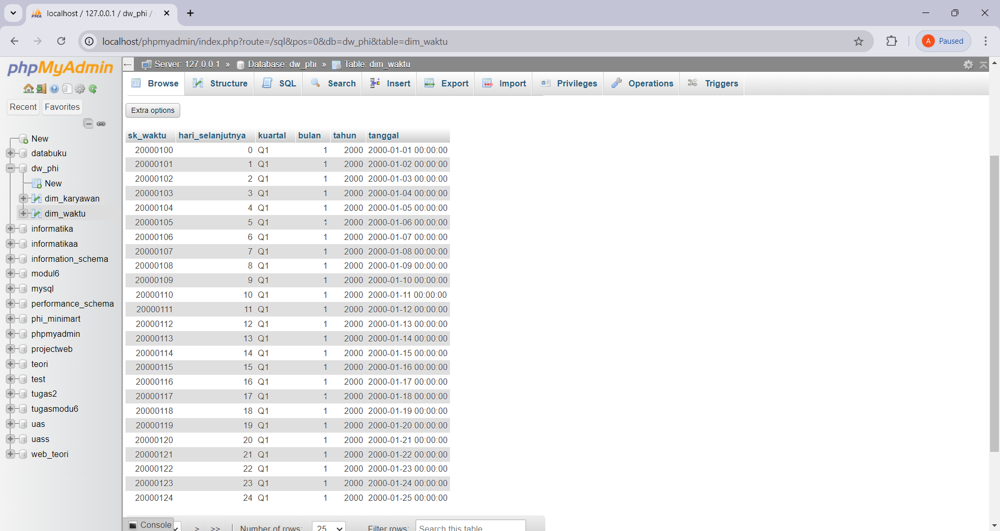 localhost / 127.0.0.1 / dw_phi /
localhost/phpmyadmin/index.php?route=/sql&pos=0&db=dw_phi&table=dim_waktu
A Paused
phpMyAdmin
Recent Favorites
New
databuku
dw_phi
New
dim_karyawan
dim_waktu
informatika
informatikaa
information_schema
modul6
mysql
performance_schema
phi_minimart
phpmyadmin
projectweb
teori
test
tugas2
tugasmodu6
uas
uass
web_teori
Server: 127.0.0.1 » Database: dw_phi » Table: dim_waktu
Browse Structure SQL Search Insert Export Import Privileges Operations Triggers
Extra options
sk_waktu hari_selanjutnya kuartal bulan tahun tanggal
20000100 0 Q1 1 2000 2000-01-01 00:00:00
20000101 1 Q1 1 2000 2000-01-02 00:00:00
20000102 2 Q1 1 2000 2000-01-03 00:00:00
20000103 3 Q1 1 2000 2000-01-04 00:00:00
20000104 4 Q1 1 2000 2000-01-05 00:00:00
20000105 5 Q1 1 2000 2000-01-06 00:00:00
20000106 6 Q1 1 2000 2000-01-07 00:00:00
20000107 7 Q1 1 2000 2000-01-08 00:00:00
20000108 8 Q1 1 2000 2000-01-09 00:00:00
20000109 9 Q1 1 2000 2000-01-10 00:00:00
20000110 10 Q1 1 2000 2000-01-11 00:00:00
20000111 11 Q1 1 2000 2000-01-12 00:00:00
20000112 12 Q1 1 2000 2000-01-13 00:00:00
20000113 13 Q1 1 2000 2000-01-14 00:00:00
20000114 14 Q1 1 2000 2000-01-15 00:00:00
20000115 15 Q1 1 2000 2000-01-16 00:00:00
20000116 16 Q1 1 2000 2000-01-17 00:00:00
20000117 17 Q1 1 2000 2000-01-18 00:00:00
20000118 18 Q1 1 2000 2000-01-19 00:00:00
20000119 19 Q1 1 2000 2000-01-20 00:00:00
20000120 20 Q1 1 2000 2000-01-21 00:00:00
20000121 21 Q1 1 2000 2000-01-22 00:00:00
20000122 22 Q1 1 2000 2000-01-23 00:00:00
20000123 23 Q1 1 2000 2000-01-24 00:00:00
20000124 24 Q1 1 2000 2000-01-25 00:00:00
Console > >> Number of rows: 25 Filter rows: Search this table